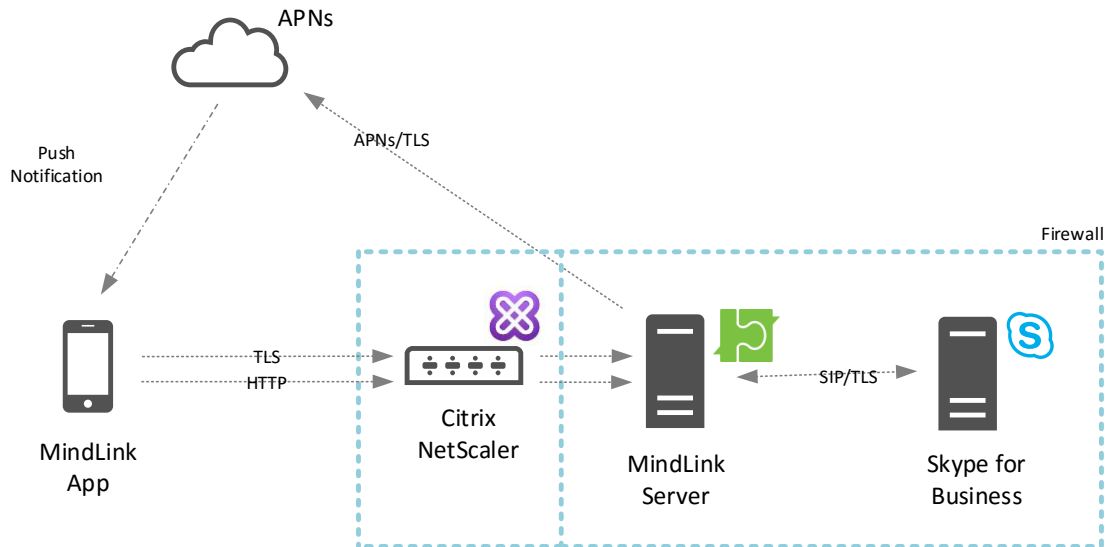 APNs
APNs/TLS
Push
Notification
Firewall
TLS
HTTP
SIP/TLS
S
MindLink
App
Citrix
NetScaler
MindLink
Server
Skype for
Business